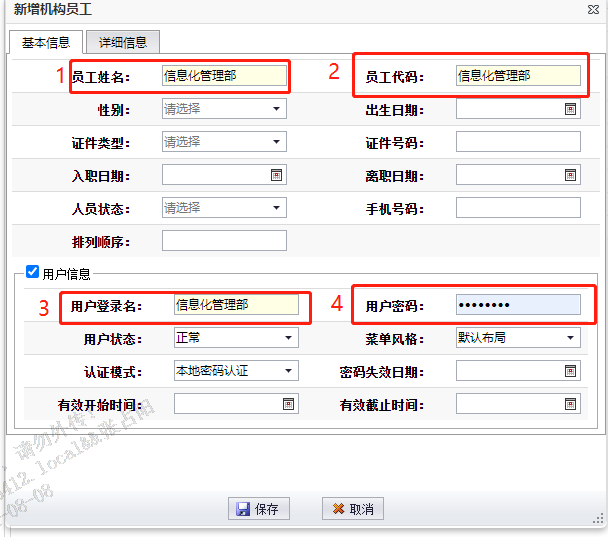 新增机构员工
基本信息 详细信息
1 员工姓名： 信息化管理部 2 员工代码： 信息化管理部
性别： 请选择 出生日期：
证件类型： 请选择 证件号码：
入职日期： 离职日期：
人员状态： 请选择 手机号码：
排列顺序：
用户信息
3 用户登录名： 信息化管理部 4 用户密码： ••••••••
用户状态： 正常 菜单风格： 默认布局
认证模式： 本地密码认证 密码失效日期：
有效开始时间： 有效截止时间：
请勿外传！
412.local&&张占阳
-08-08
保存 取消